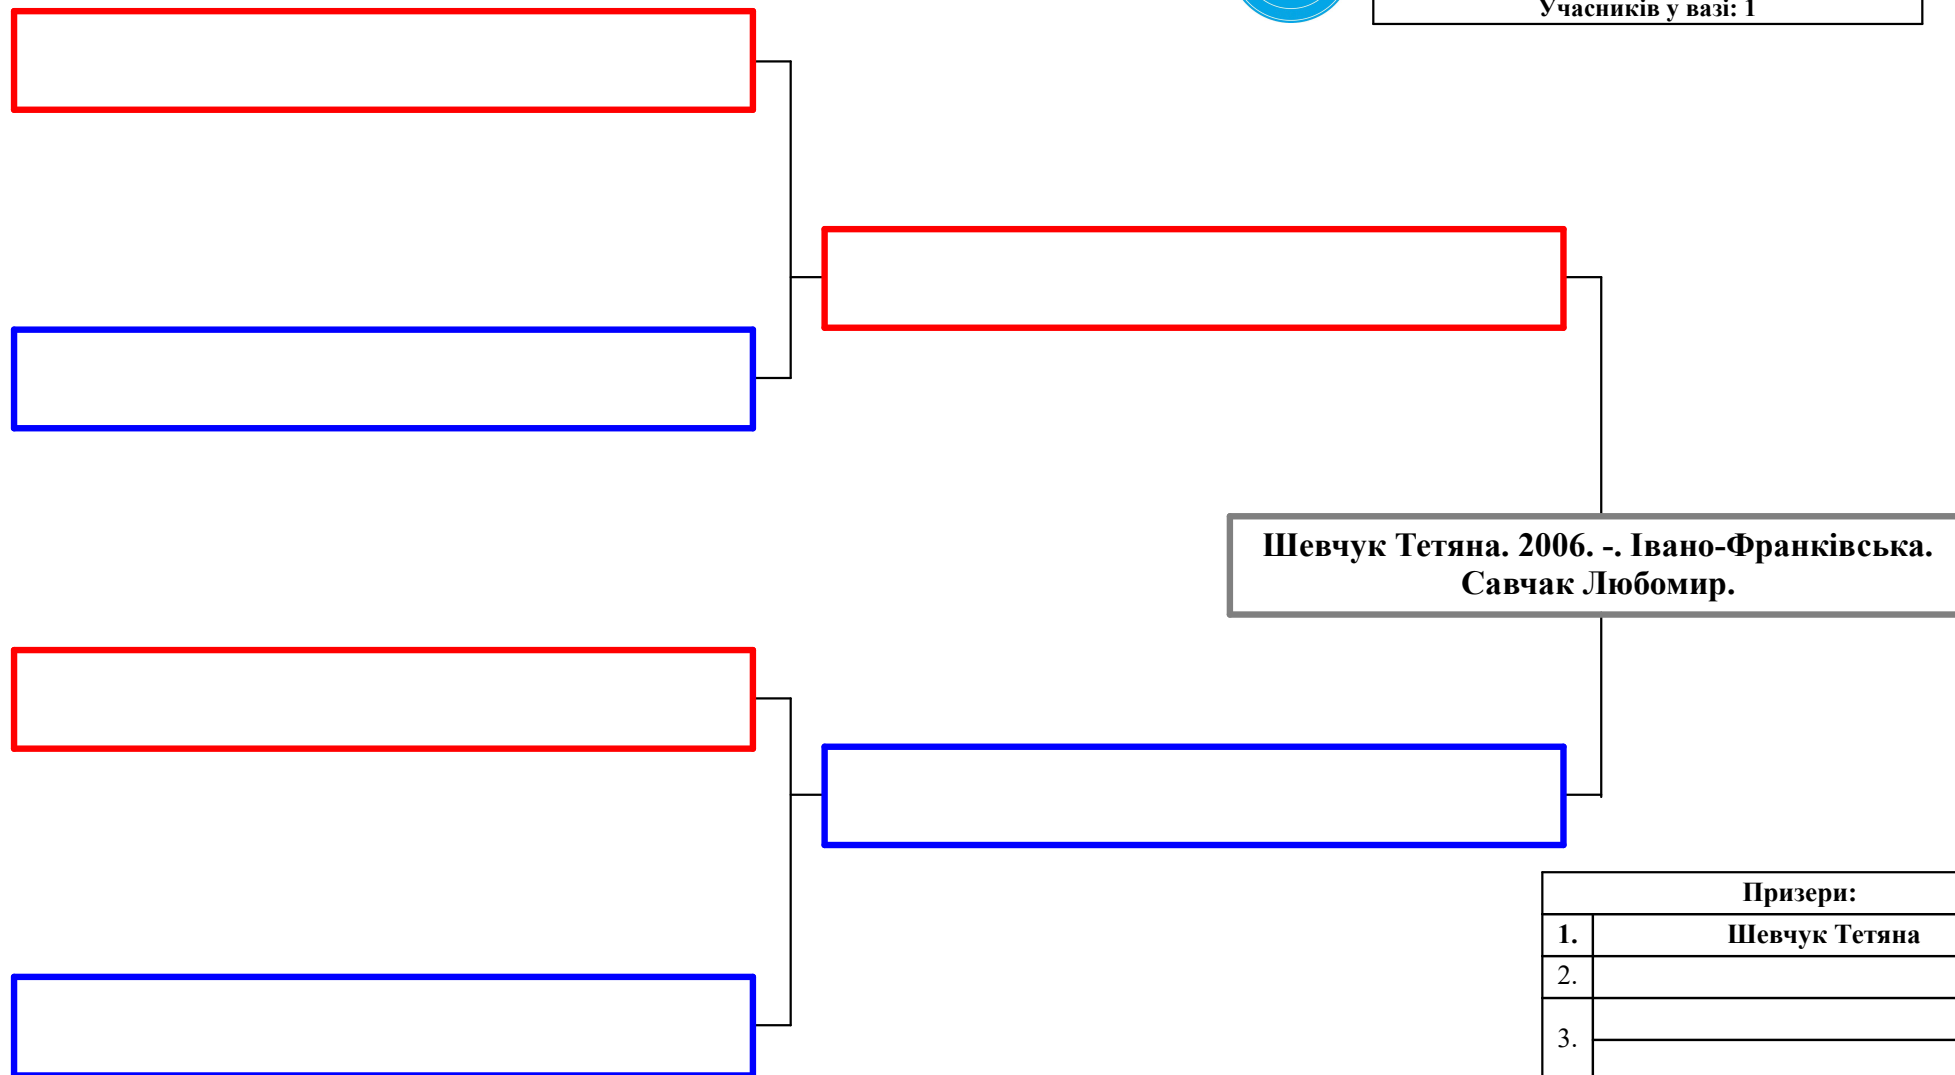 Учасників у вазі: 1
Шевчук Тетяна. 2006. -. Івано-Франківська.
Савчак Любомир.
Призери:
1. Шевчук Тетяна
2.
3.